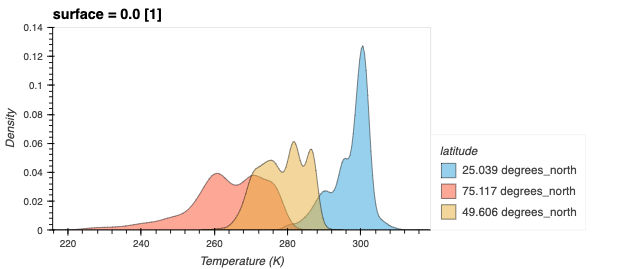 surface = 0.0 [1]
0.14
0.12
0.1
0.08
0.06
0.04
0.02
0
Density
220 240 260 280 300
Temperature (K)
latitude
25.039 degrees_north
75.117 degrees_north
49.606 degrees_north